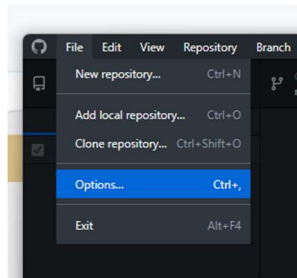 File Edit View Repository Branch
New repository... Ctrl+N
Add local repository... Ctrl+O
Clone repository... Ctrl+Shift+O
Options... Ctrl+,
Exit Alt+F4